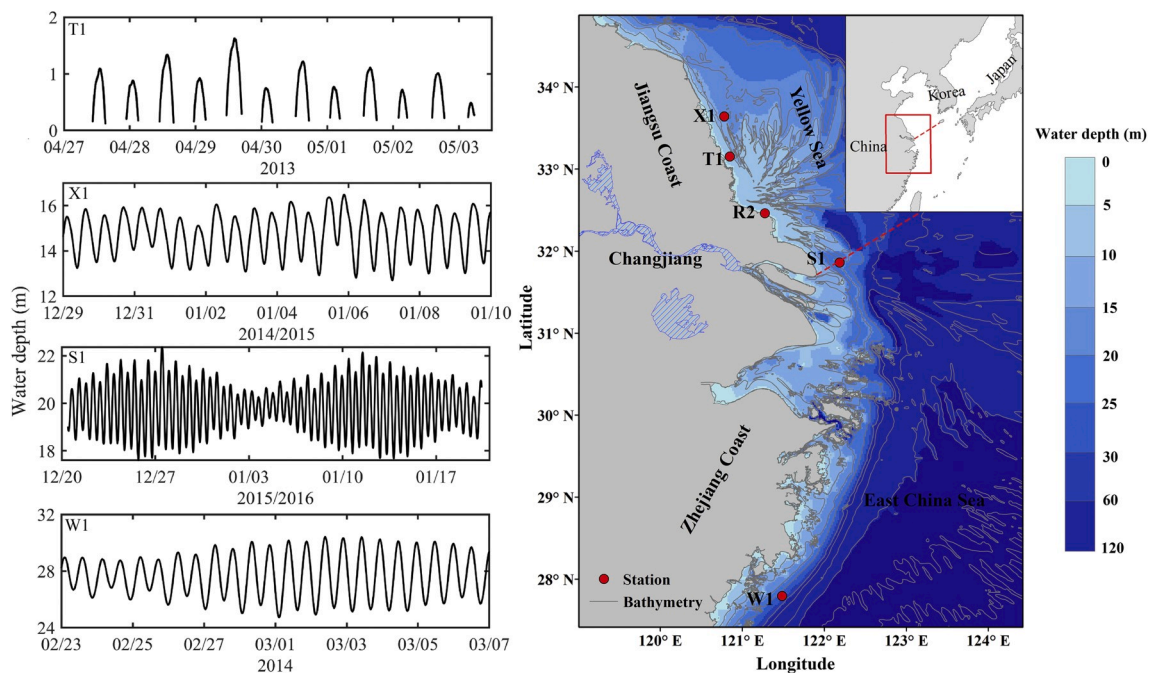 T1
2
1
0
04/27 04/28 04/29 04/30 05/01 05/02 05/03
2013
X1
16
14
12
12/29 12/31 01/02 01/04 01/06 01/08 01/10
2014/2015
Water depth (m)
S1
22
20
18
12/20 12/27 01/03 01/10 01/17
2015/2016
W1
32
28
24
02/23 02/25 02/27 03/01 03/03 03/05 03/07
2014
Latitude
34° N
33° N
32° N
31° N
30° N
29° N
28° N
120° E 121° E 122° E 123° E 124° E
Longitude
Jiangsu Coast
Yellow Sea
X1
T1
R2
S1
Changjiang
Zhejiang Coast
East China Sea
W1
Station
Bathymetry
Japan
Korea
China
Water depth (m)
0
5
10
15
20
25
30
60
120